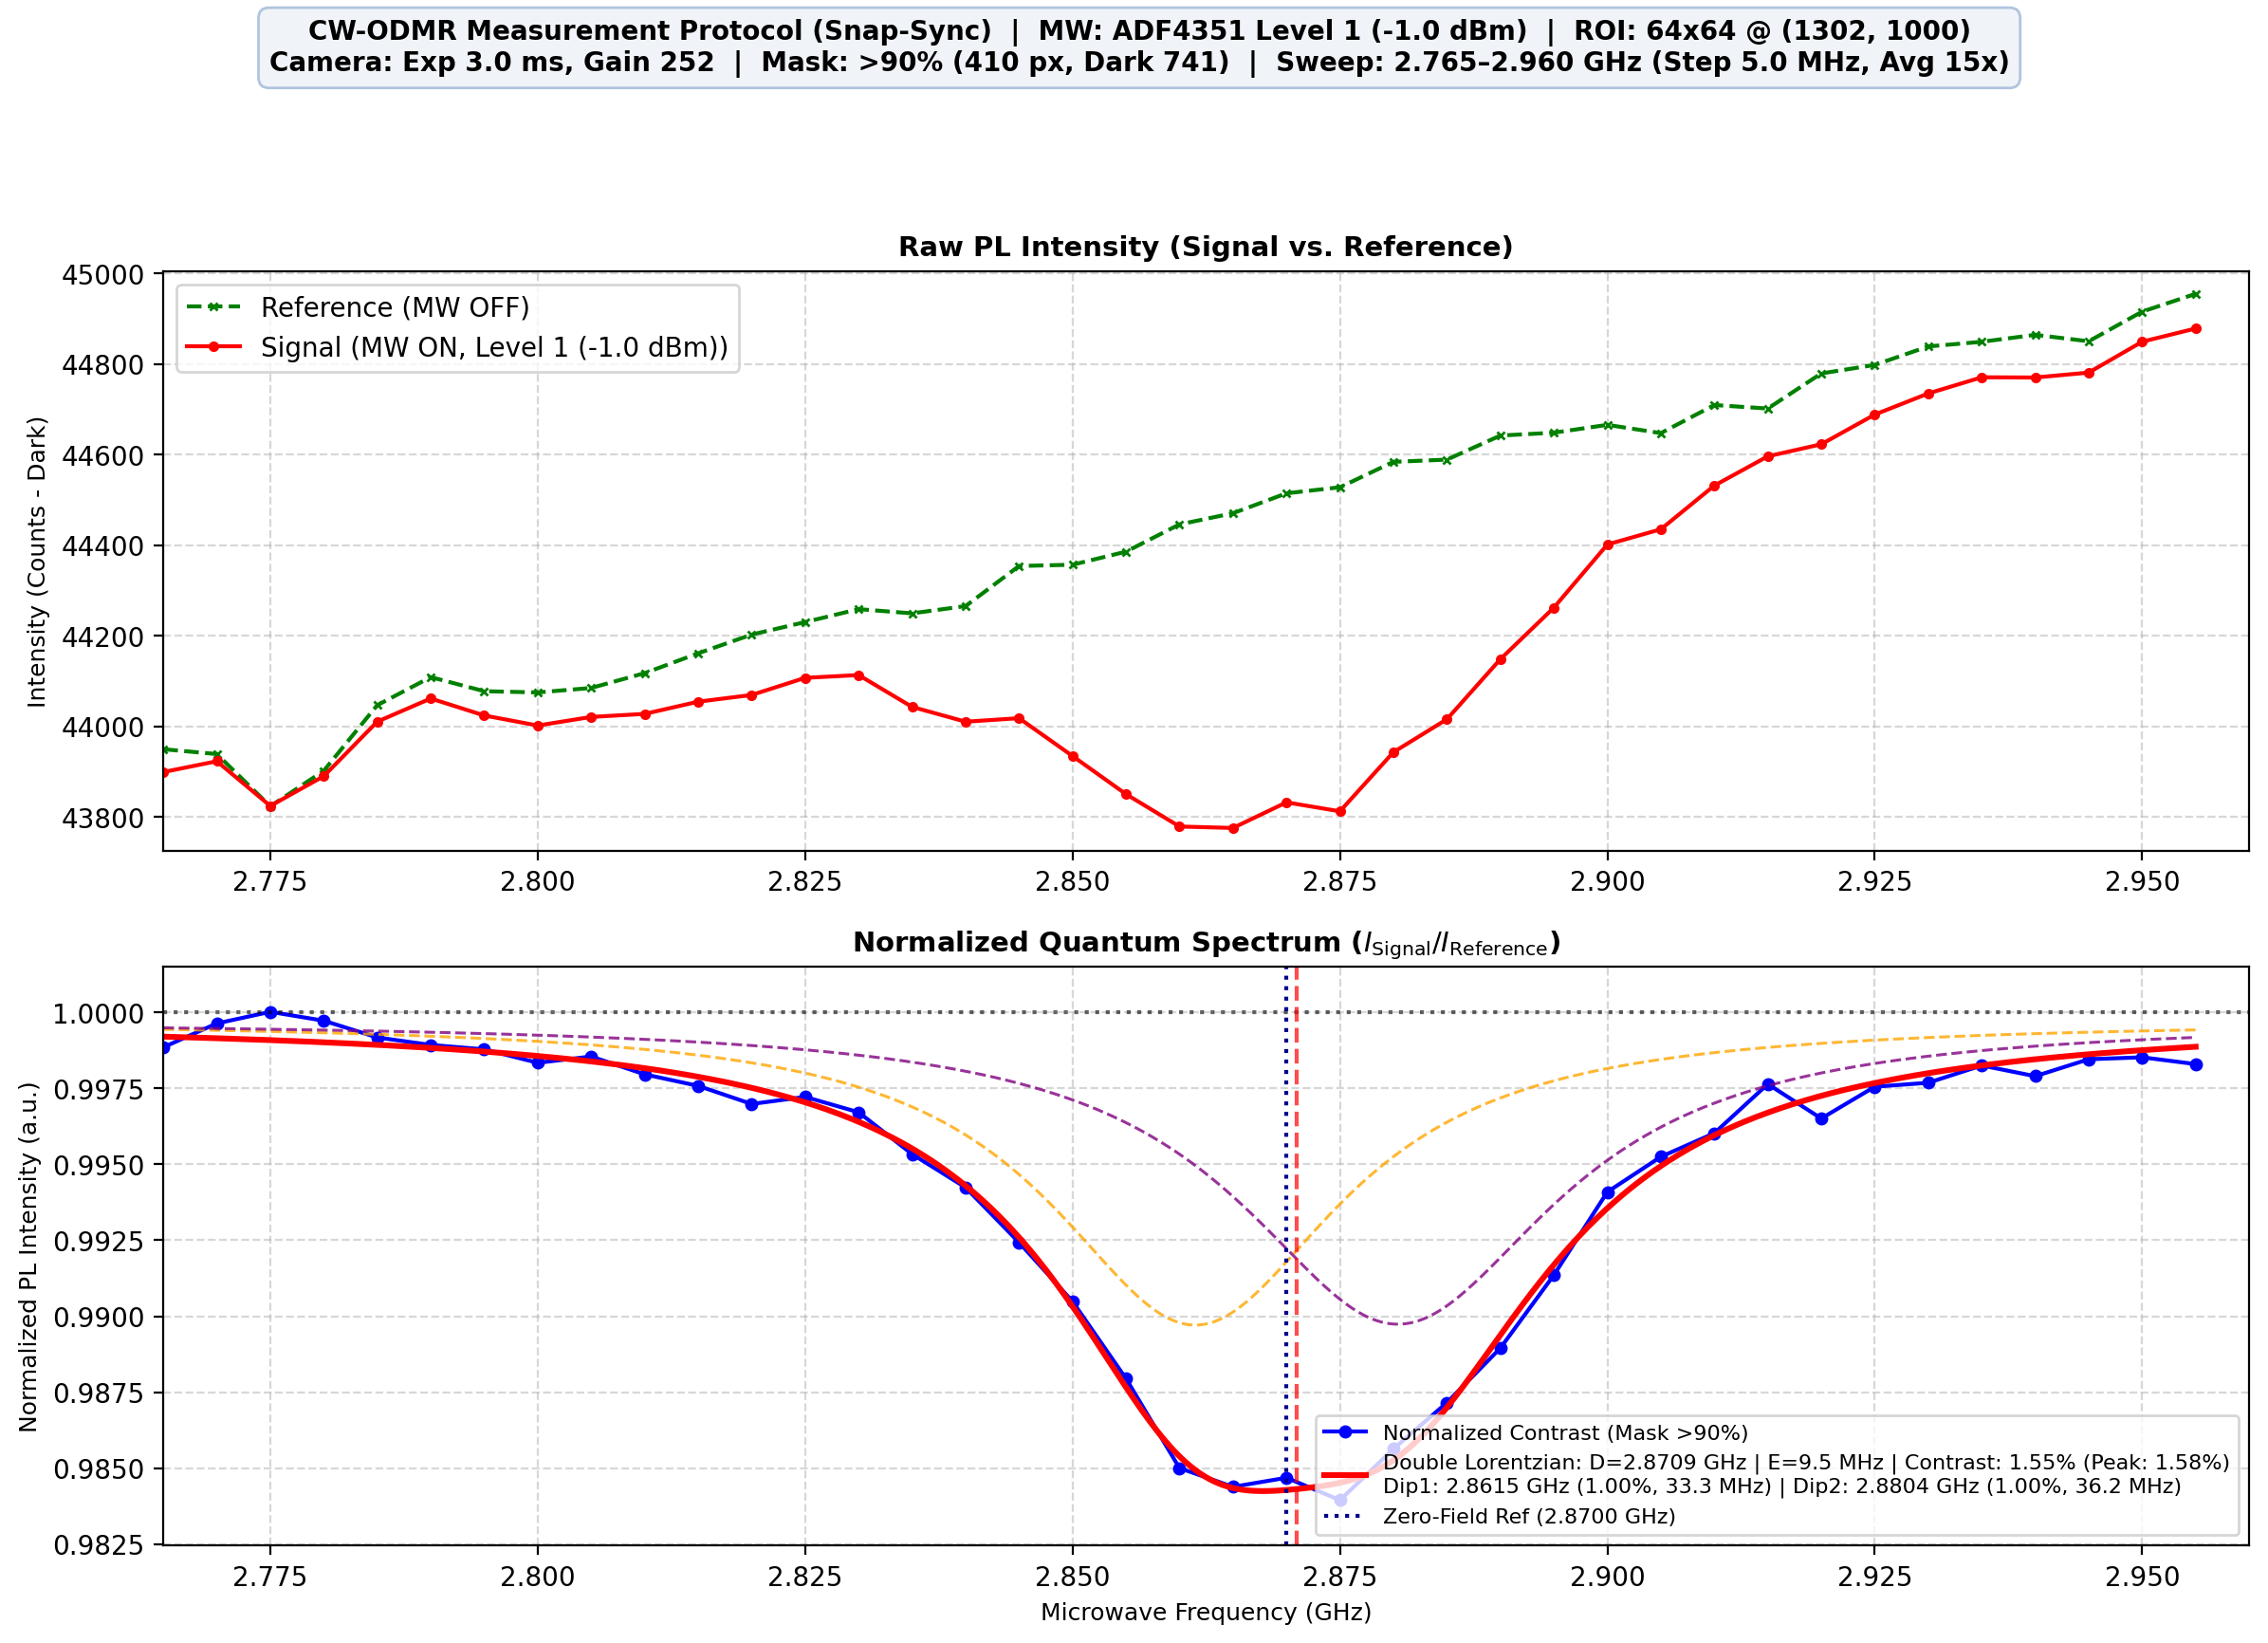 CW-ODMR Measurement Protocol (Snap-Sync)  |  MW: ADF4351 Level 1 (-1.0 dBm)  |  ROI: 64x64 @ (1302, 1000)
Camera: Exp 3.0 ms, Gain 252  |  Mask: >90% (410 px, Dark 741)  |  Sweep: 2.765–2.960 GHz (Step 5.0 MHz, Avg 15x)
Raw PL Intensity (Signal vs. Reference)
45000
44800
44600
44400
44200
44000
43800
Intensity (Counts - Dark)
Reference (MW OFF)
Signal (MW ON, Level 1 (-1.0 dBm))
2.775 2.800 2.825 2.850 2.875 2.900 2.925 2.950
Normalized Quantum Spectrum (I_Signal/I_Reference)
1.0000
0.9975
0.9950
0.9925
0.9900
0.9875
0.9850
0.9825
Normalized PL Intensity (a.u.)
Normalized Contrast (Mask >90%)
Double Lorentzian: D=2.8709 GHz | E=9.5 MHz | Contrast: 1.55% (Peak: 1.58%)
Dip1: 2.8615 GHz (1.00%, 33.3 MHz) | Dip2: 2.8804 GHz (1.00%, 36.2 MHz)
Zero-Field Ref (2.8700 GHz)
2.775 2.800 2.825 2.850 2.875 2.900 2.925 2.950
Microwave Frequency (GHz)